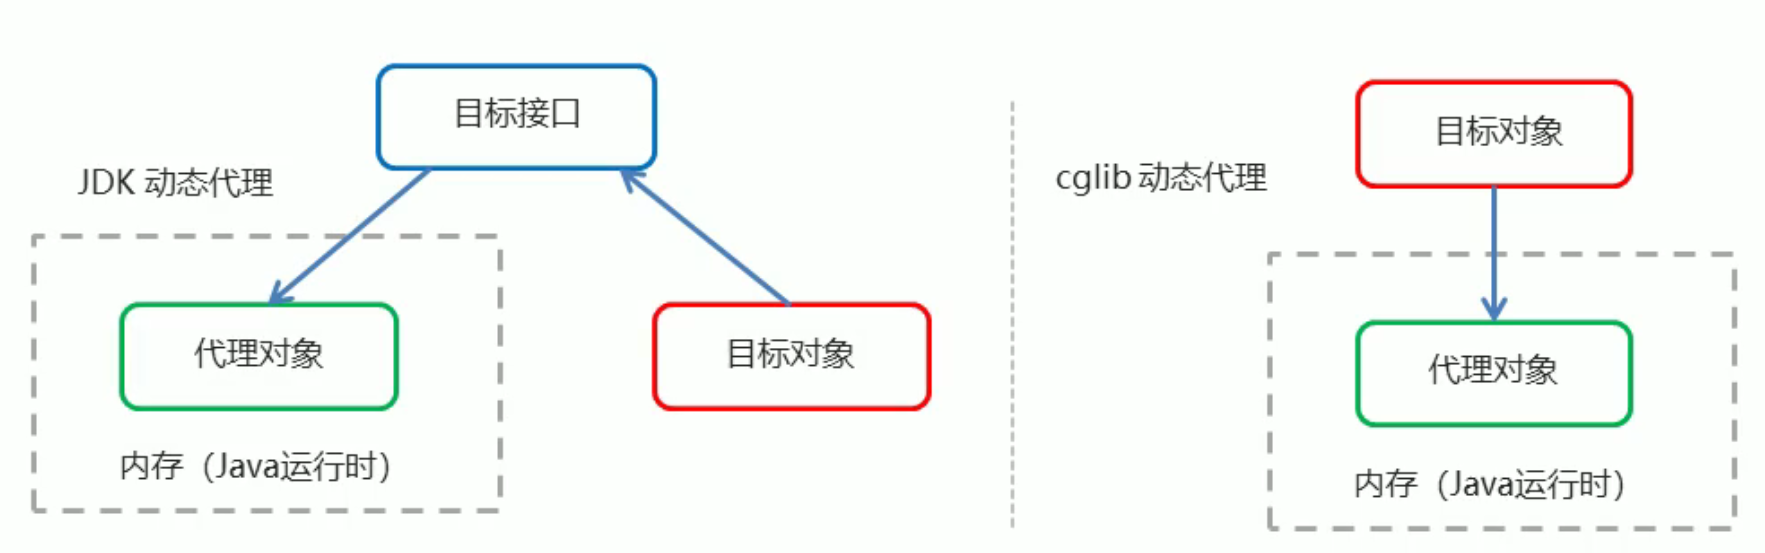 目标接口
JDK 动态代理
代理对象
目标对象
内存（Java运行时）
目标对象
cglib 动态代理
代理对象
内存（Java运行时）